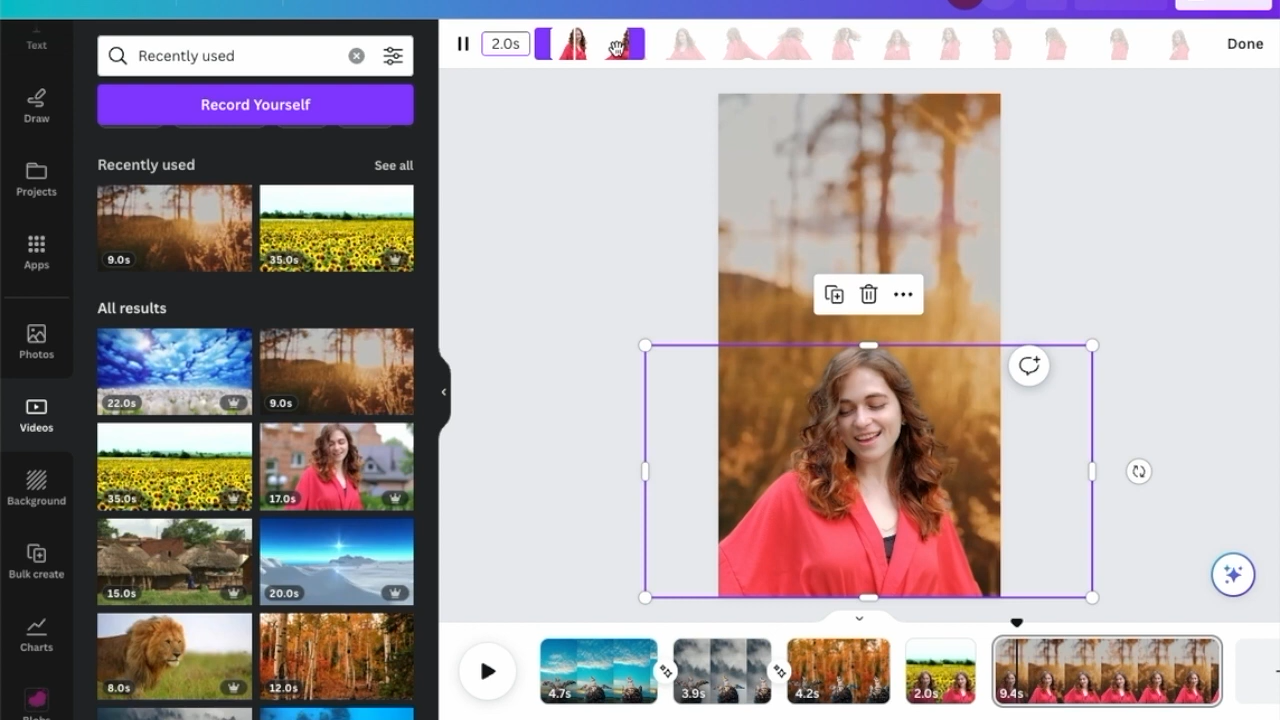 Text
Draw
Projects
Apps
Photos
Videos
Background
Bulk create
Charts
Blobs
Recently used
Record Yourself
Recently used
See all
9.0s
35.0s
All results
22.0s
9.0s
35.0s
17.0s
15.0s
20.0s
8.0s
12.0s
2.0s
Done
4.7s
3.9s
4.2s
2.0s
9.4s